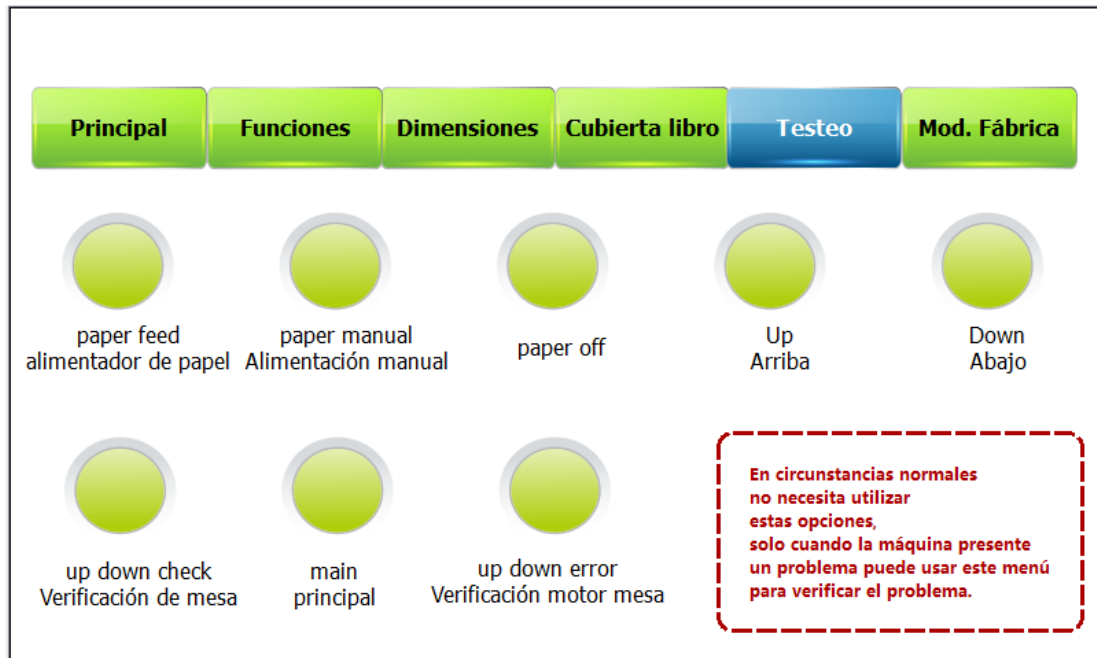 Principal
Funciones
Dimensiones
Cubierta libro
Testeo
Mod. Fábrica
paper feed
alimentador de papel
paper manual
Alimentación manual
paper off
Up
Arriba
Down
Abajo
up down check
Verificación de mesa
main
principal
up down error
Verificación motor mesa
En circunstancias normales
no necesita utilizar
estas opciones,
solo cuando la máquina presente
un problema puede usar este menú
para verificar el problema.